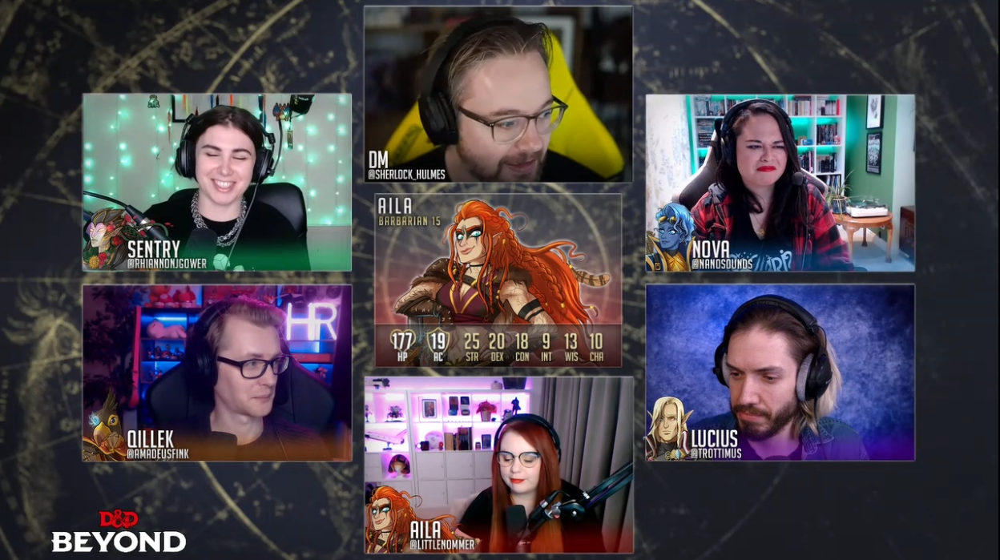 DM
@SHERLOCK_HULMES
SENTRY
@RHIANNONJGOWER
AILA
BARBARIAN 15
177 19 25 20 18 9 13 10
HP AC STR DEX CON INT WIS CHA
NOVA
@NANOSOUNDS
HR
QILLEK
@AMADEUSFINK
AILA
@LITTLENOMMER
LUCIUS
@TROTTIMUS
D&D
BEYOND